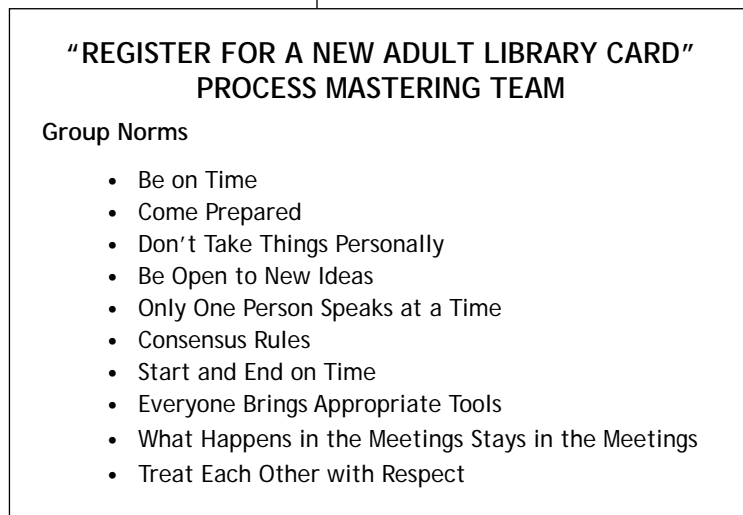 “REGISTER FOR A NEW ADULT LIBRARY CARD”
PROCESS MASTERING TEAM
Group Norms
• Be on Time
• Come Prepared
• Don’t Take Things Personally
• Be Open to New Ideas
• Only One Person Speaks at a Time
• Consensus Rules
• Start and End on Time
• Everyone Brings Appropriate Tools
• What Happens in the Meetings Stays in the Meetings
• Treat Each Other with Respect